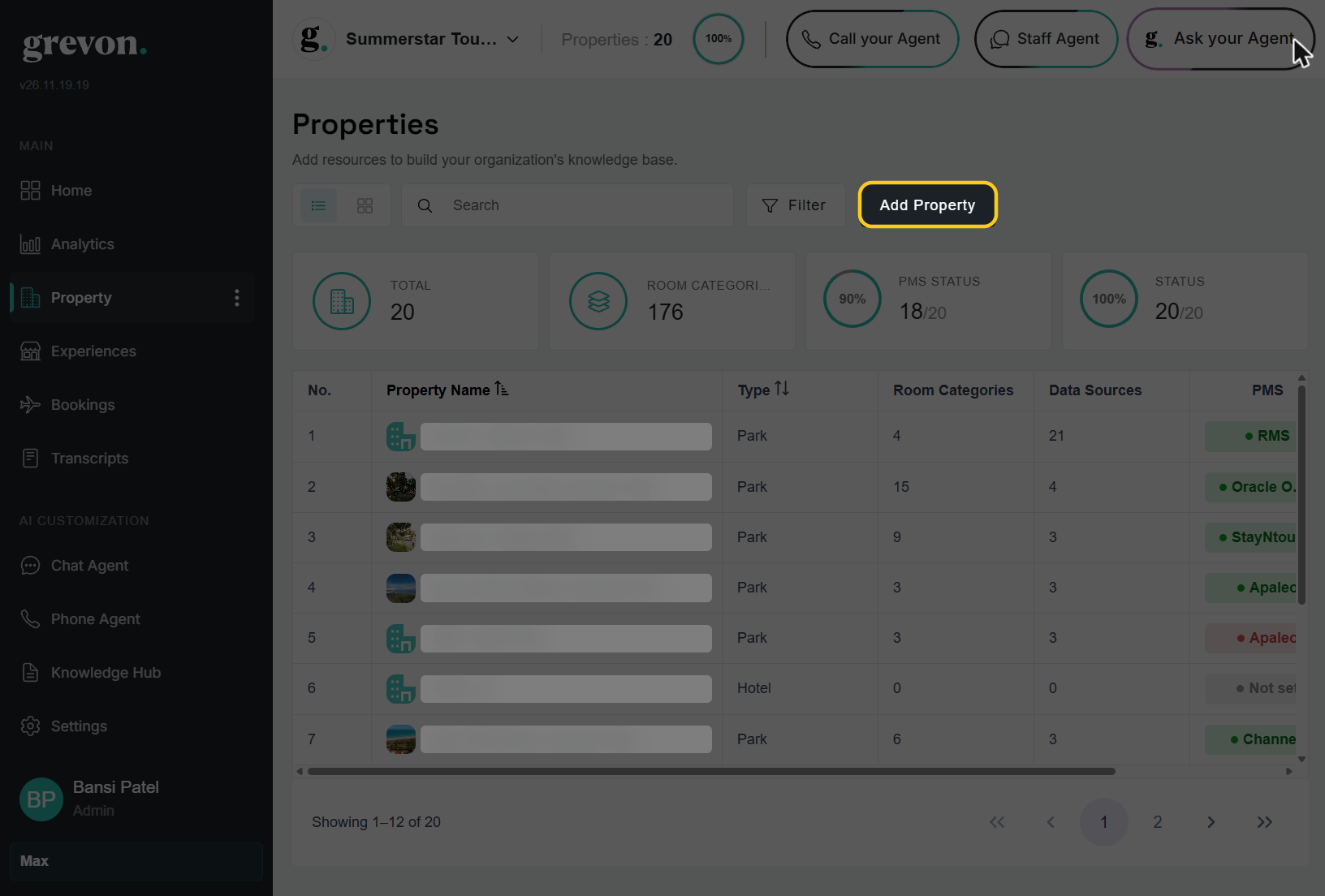 grevon.
v26.11.19.19
MAIN
Home
Analytics
Property
Experiences
Bookings
Transcripts
AI CUSTOMIZATION
Chat Agent
Phone Agent
Knowledge Hub
Settings
BP
Bansi Patel
Admin
Max
g. Summerstar Tou... Properties : 20 100% Call your Agent Staff Agent g. Ask your Agent
Properties
Add resources to build your organization's knowledge base.
Search Filter Add Property
TOTAL
20
ROOM CATEGORI...
176
90%
PMS STATUS
18/20
100%
STATUS
20/20
No. Property Name Type Room Categories Data Sources PMS
1 Park 4 21 RMS
2 Park 15 4 Oracle O.
3 Park 9 3 StayNtou
4 Park 3 3 Apaleo
5 Park 3 3 Apaleo
6 Hotel 0 0 Not set
7 Park 6 3 Channe
Showing 1–12 of 20
1 2